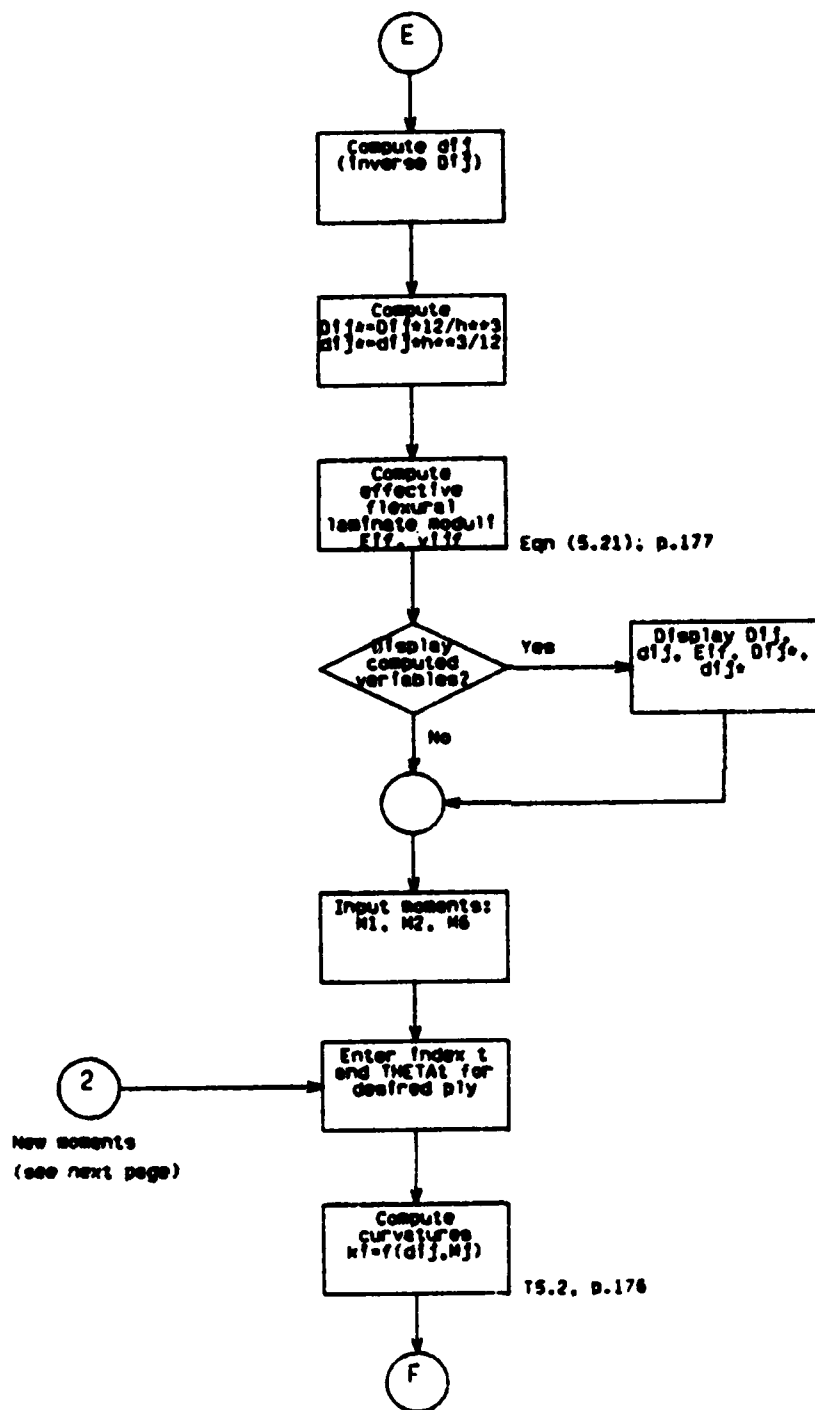 E
Compute dij
(inverse Dij)
Compute
Dij*=Dij*12/h**3
dij*=dij*h**3/12
Compute
effective
flexural
laminate moduli
Eif, vijf
Eqn (5.21); p.177
Display
computed
variables?
Yes
Display Dij,
dij, Eif, Dij*,
dij*
No
Input moments:
M1, M2, M6
2
Enter index t
and THETAt for
desired ply
New moments
(see next page)
Compute
curvatures
ki=f(dij,Mj)
T5.2, p.176
F